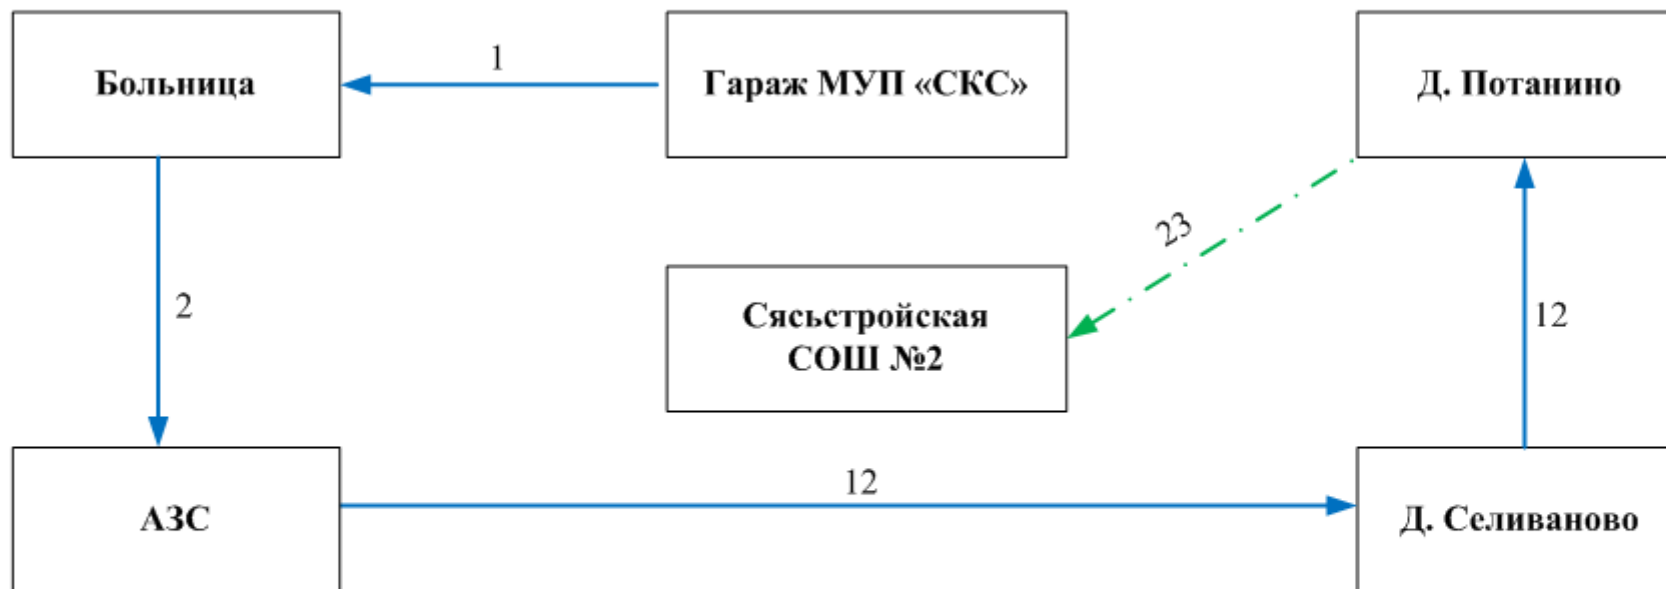 Больница
1
Гараж МУП «СКС»
Д. Потанино
23
2
Сясьстройская
СОШ №2
12
АЗС
12
Д. Селиваново